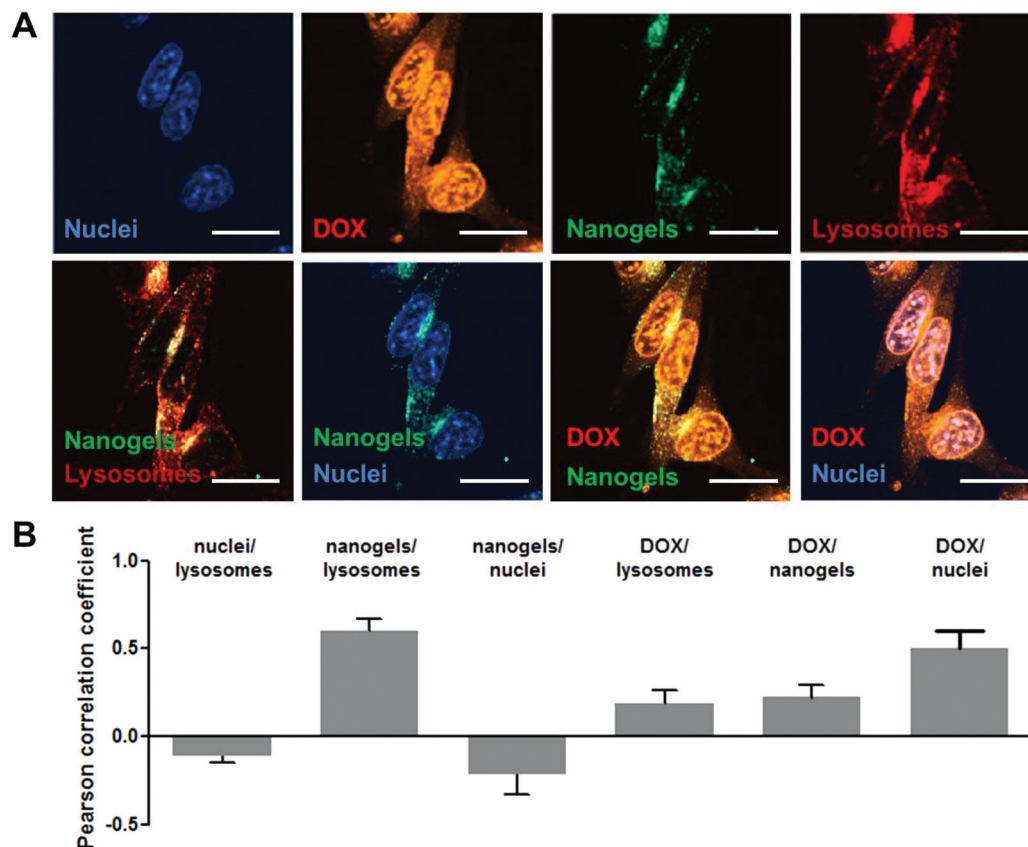 A
Nuclei
DOX
Nanogels
Lysosomes
Nanogels
Lysosomes
Nanogels
Nuclei
DOX
Nanogels
DOX
Nuclei
B
Pearson correlation coefficient
1.0
0.5
0.0
-0.5
nuclei/
lysosomes
nanogels/
lysosomes
nanogels/
nuclei
DOX/
lysosomes
DOX/
nanogels
DOX/
nuclei